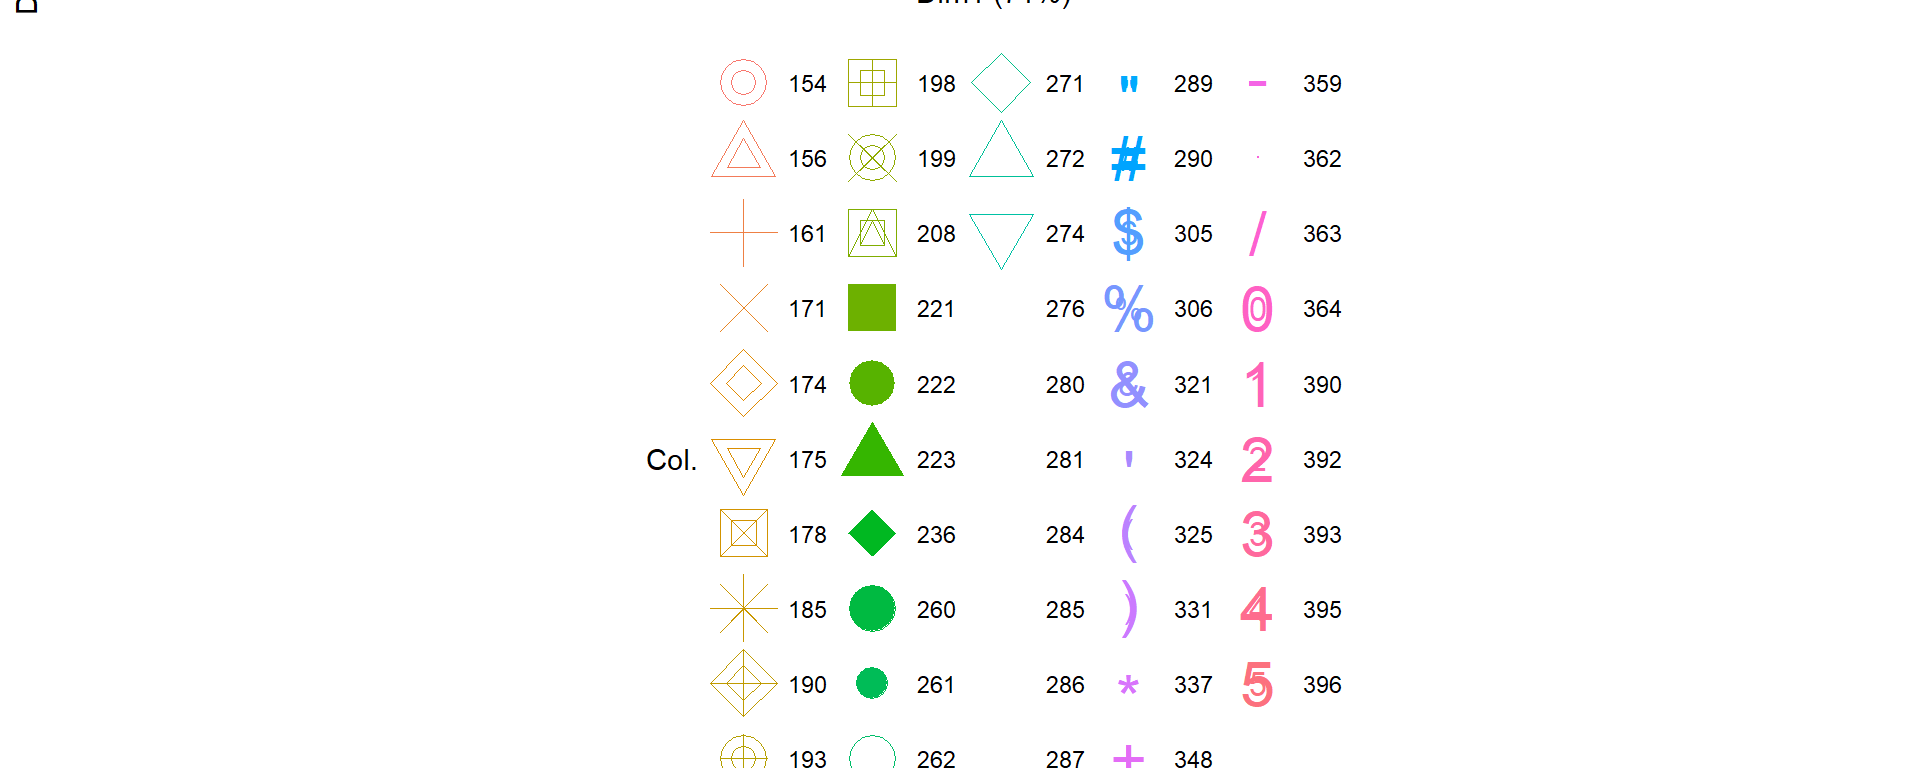 154 198 271 " 289 - 359
156 199 272 # 290 . 362
161 208 274 $ 305 / 363
171 221 276 % 306 0 364
174 222 280 & 321 1 390
Col. 175 223 281 ' 324 2 392
178 236 284 ( 325 3 393
185 260 285 ) 331 4 395
190 261 286 * 337 5 396
193 262 287 + 348